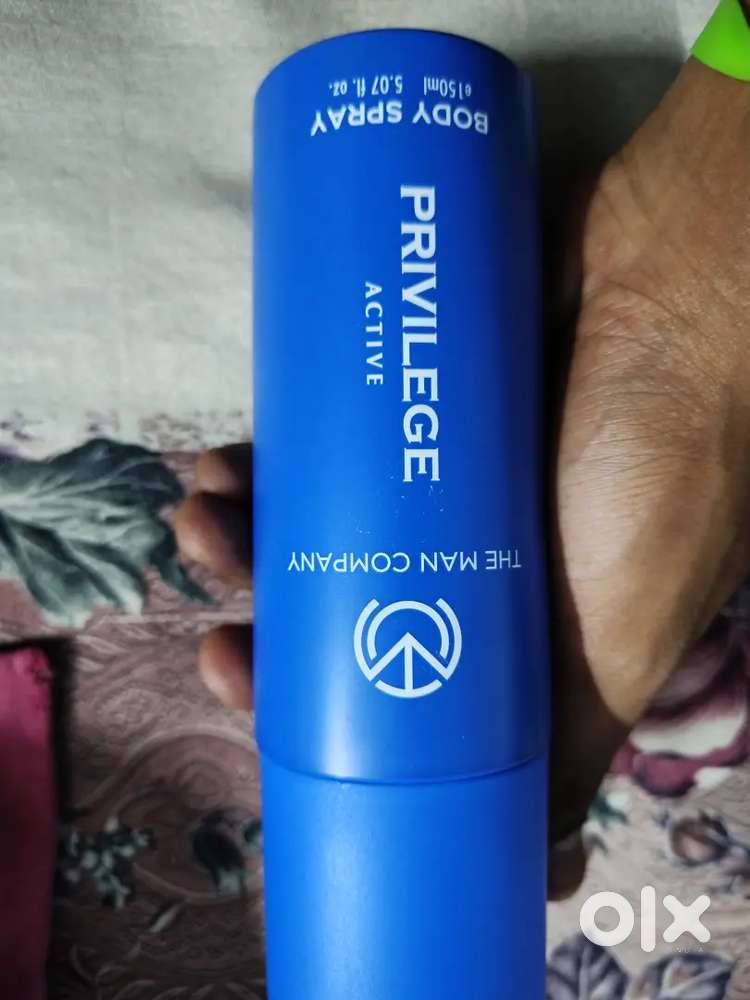 THE MAN COMPANY
PRIVILEGE
ACTIVE
BODY SPRAY
e150ml 5.07 fl. oz.
olx